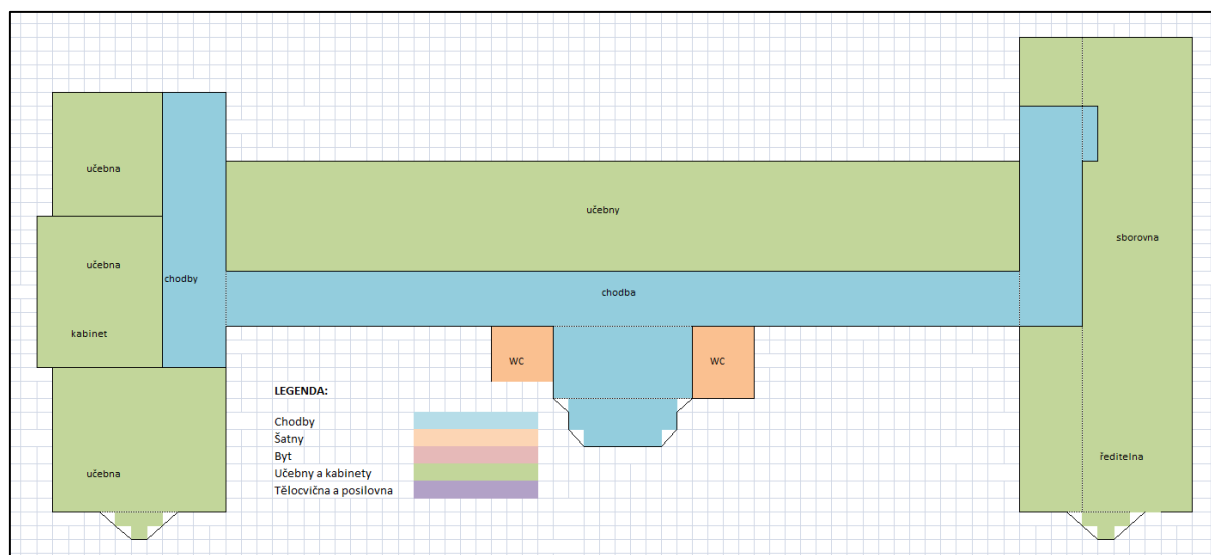 učebna
učebny
sborovna
učebna
chodby
chodba
kabinet
WC
WC
LEGENDA:
Chodby
Šatny
Byt
Učebny a kabinety
Tělocvična a posilovna
učebna
ředitelna